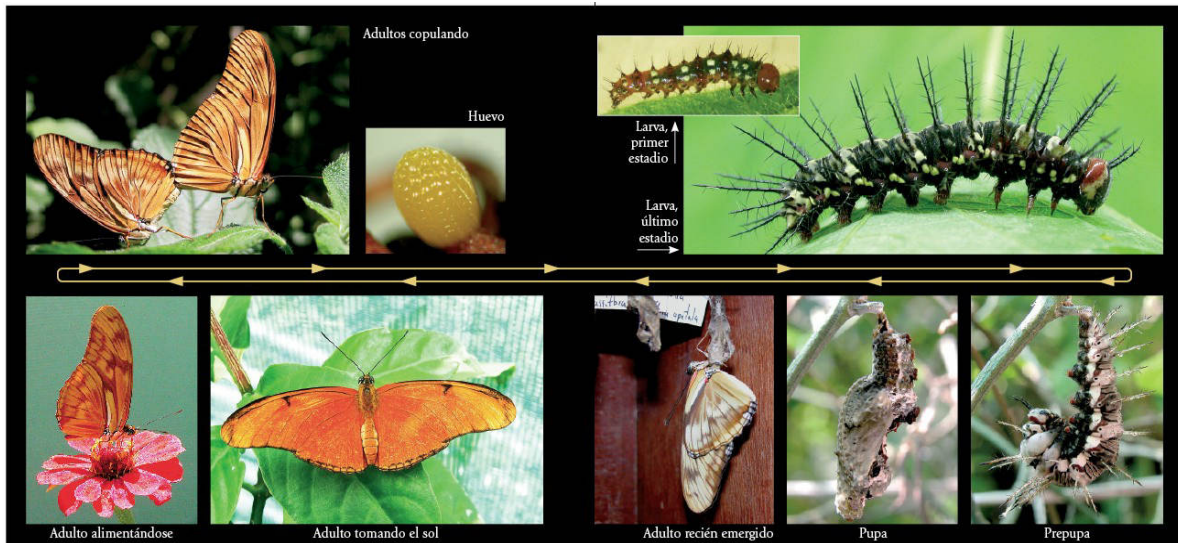 Adultos copulando
Huevo
Larva,
primer
estadio
Larva,
último
estadio
apetala
Adulto alimentándose
Adulto tomando el sol
Adulto recién emergido
Pupa
Prepupa